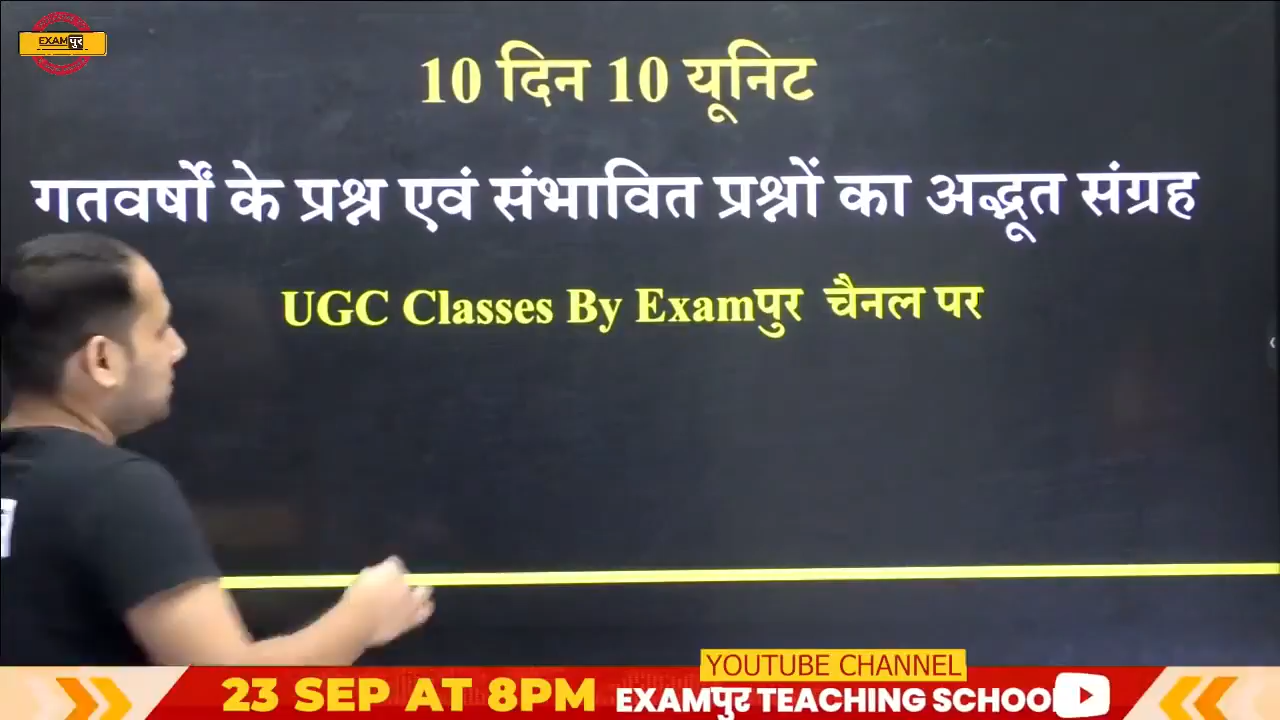 EXAMपुर
10 दिन 10 यूनिट
गतवर्षों के प्रश्न एवं संभावित प्रश्नों का अद्भूत संग्रह
UGC Classes By Examपुर चैनल पर
YOUTUBE CHANNEL
23 SEP AT 8PM
EXAMपुर TEACHING SCHOO